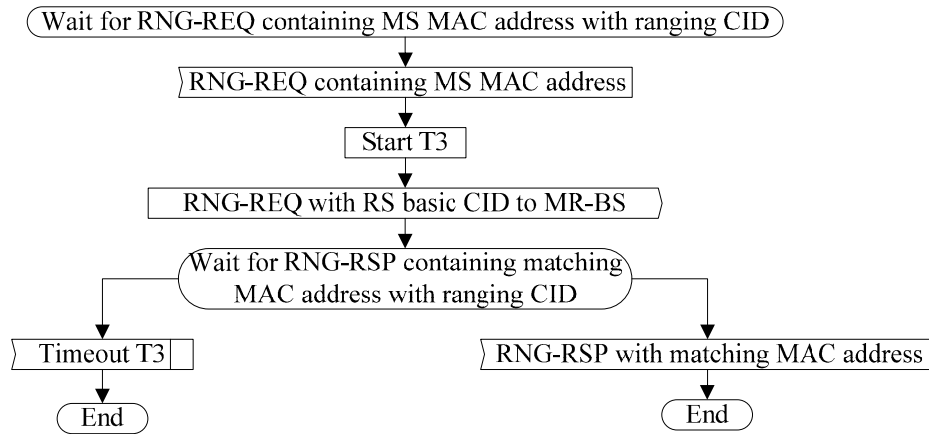 Wait for RNG-REQ containing MS MAC address with ranging CID
RNG-REQ containing MS MAC address
Start T3
RNG-REQ with RS basic CID to MR-BS
Wait for RNG-RSP containing matching
MAC address with ranging CID
Timeout T3
RNG-RSP with matching MAC address
End
End